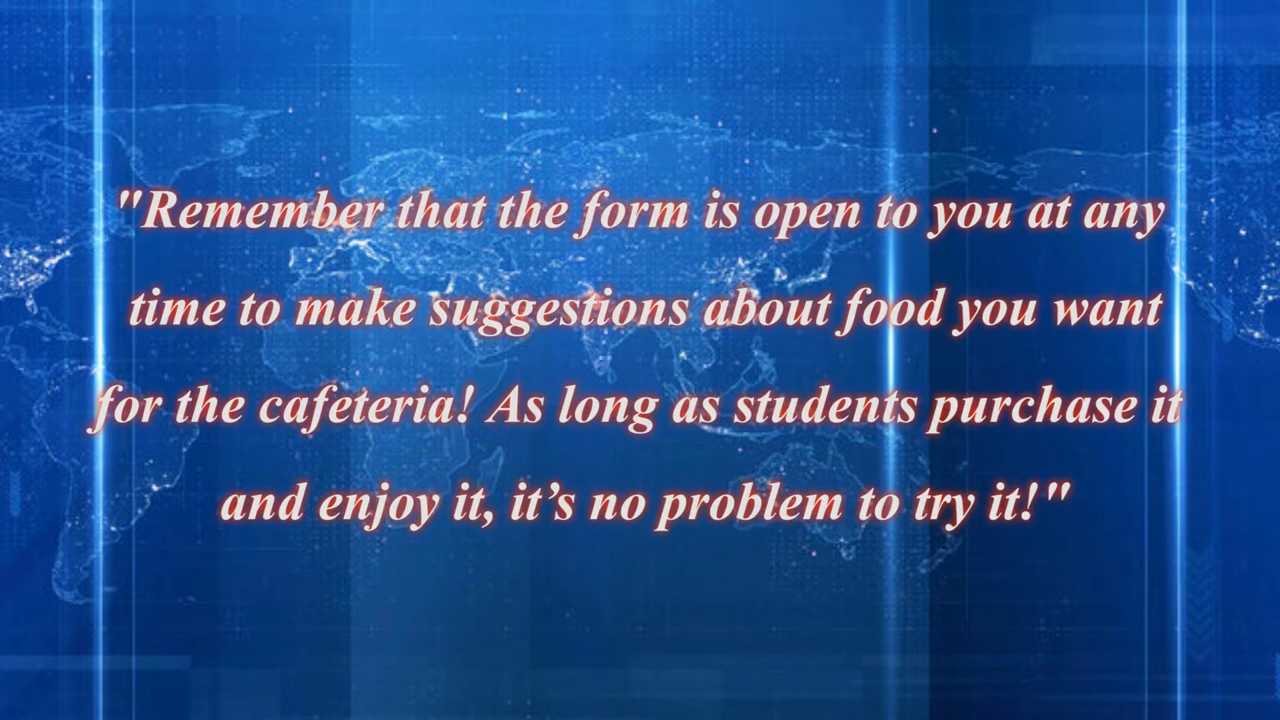 "Remember that the form is open to you at any
time to make suggestions about food you want
for the cafeteria! As long as students purchase it
and enjoy it, it’s no problem to try it!"